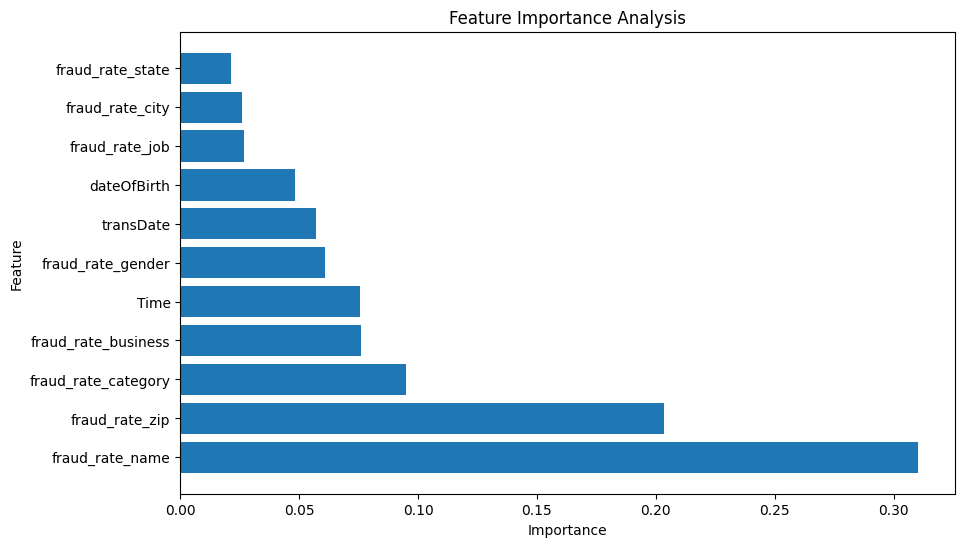 Feature Importance Analysis
fraud_rate_state
fraud_rate_city
fraud_rate_job
dateOfBirth
transDate
fraud_rate_gender
Time
fraud_rate_business
fraud_rate_category
fraud_rate_zip
fraud_rate_name
Feature
0.00 0.05 0.10 0.15 0.20 0.25 0.30
Importance